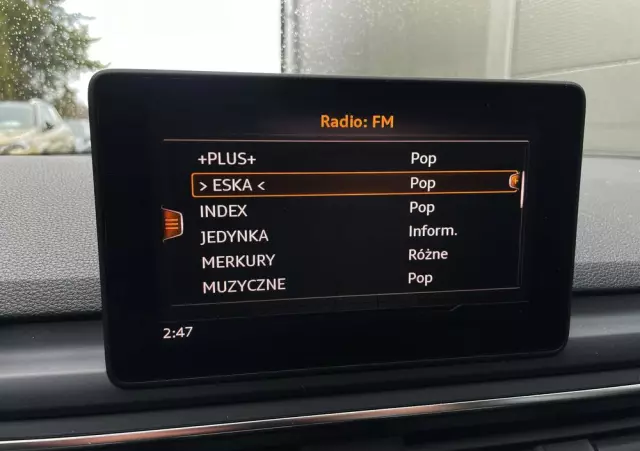 Radio: FM
+PLUS+ Pop
> ESKA < Pop
INDEX Pop
JEDYNKA Inform.
MERKURY Różne
MUZYCZNE Pop
2:47